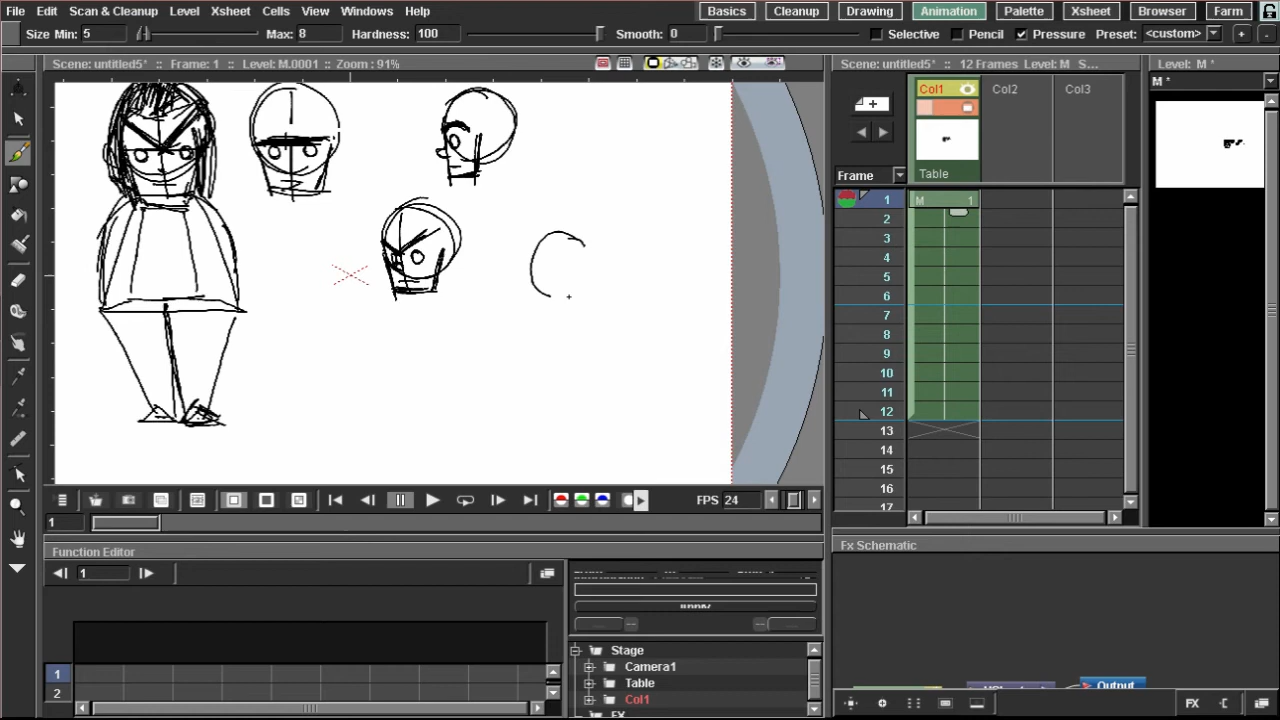 File Edit Scan & Cleanup Level Xsheet Cells View Windows Help Basics Cleanup Drawing Animation Palette Xsheet Browser Farm
Size Min: 5 Max: 8 Hardness: 100 Smooth: 0 Selective Pencil Pressure Preset: <custom>
Scene: untitled5* :: Frame: 1 :: Level: M.0001 :: Zoom : 91%
Scene: untitled5* :: 12 Frames Level: M S...
Level: M *
M *
Col1 Col2 Col3
Table
Frame
1 M 1
2
3
4
5
6
7
8
9
10
11
12
13
14
15
16
17
FPS 24
1
Function Editor
1
1
2
Stage
Camera1
Table
Col1
FX
Fx Schematic
Output
FX